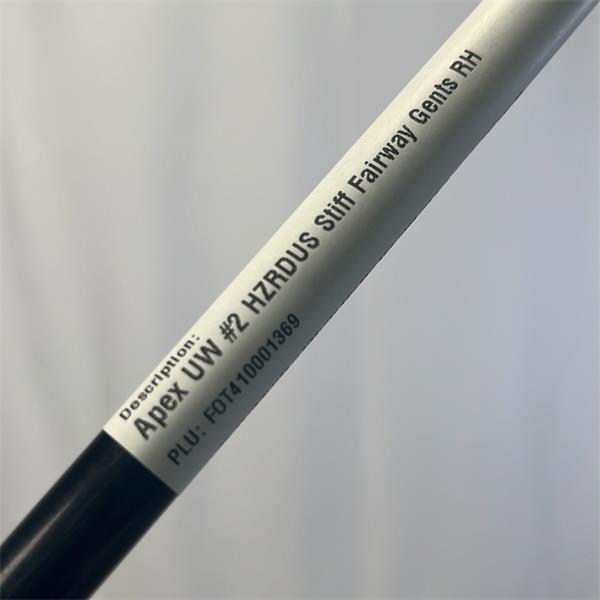 Description:
Apex UW #2 HZRDUS Stiff Fairway Gents RH
PLU: FOT410001369